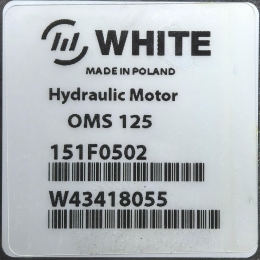 WHITE
MADE IN POLAND
Hydraulic Motor
OMS 125
151F0502
W43418055